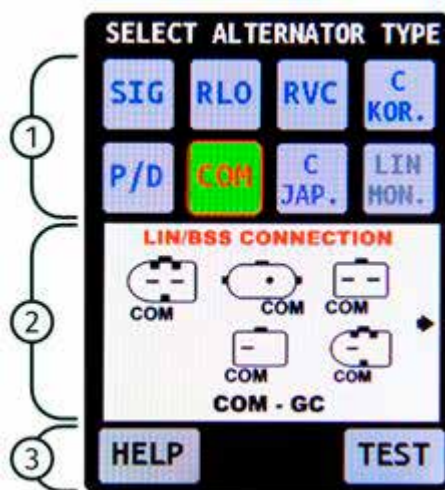 SELECT ALTERNATOR TYPE
SIG RLO RVC C KOR.
P/D COM C JAP. LIN MON.
LIN/BSS CONNECTION
COM COM COM
COM COM
COM - GC
HELP TEST
1
2
3